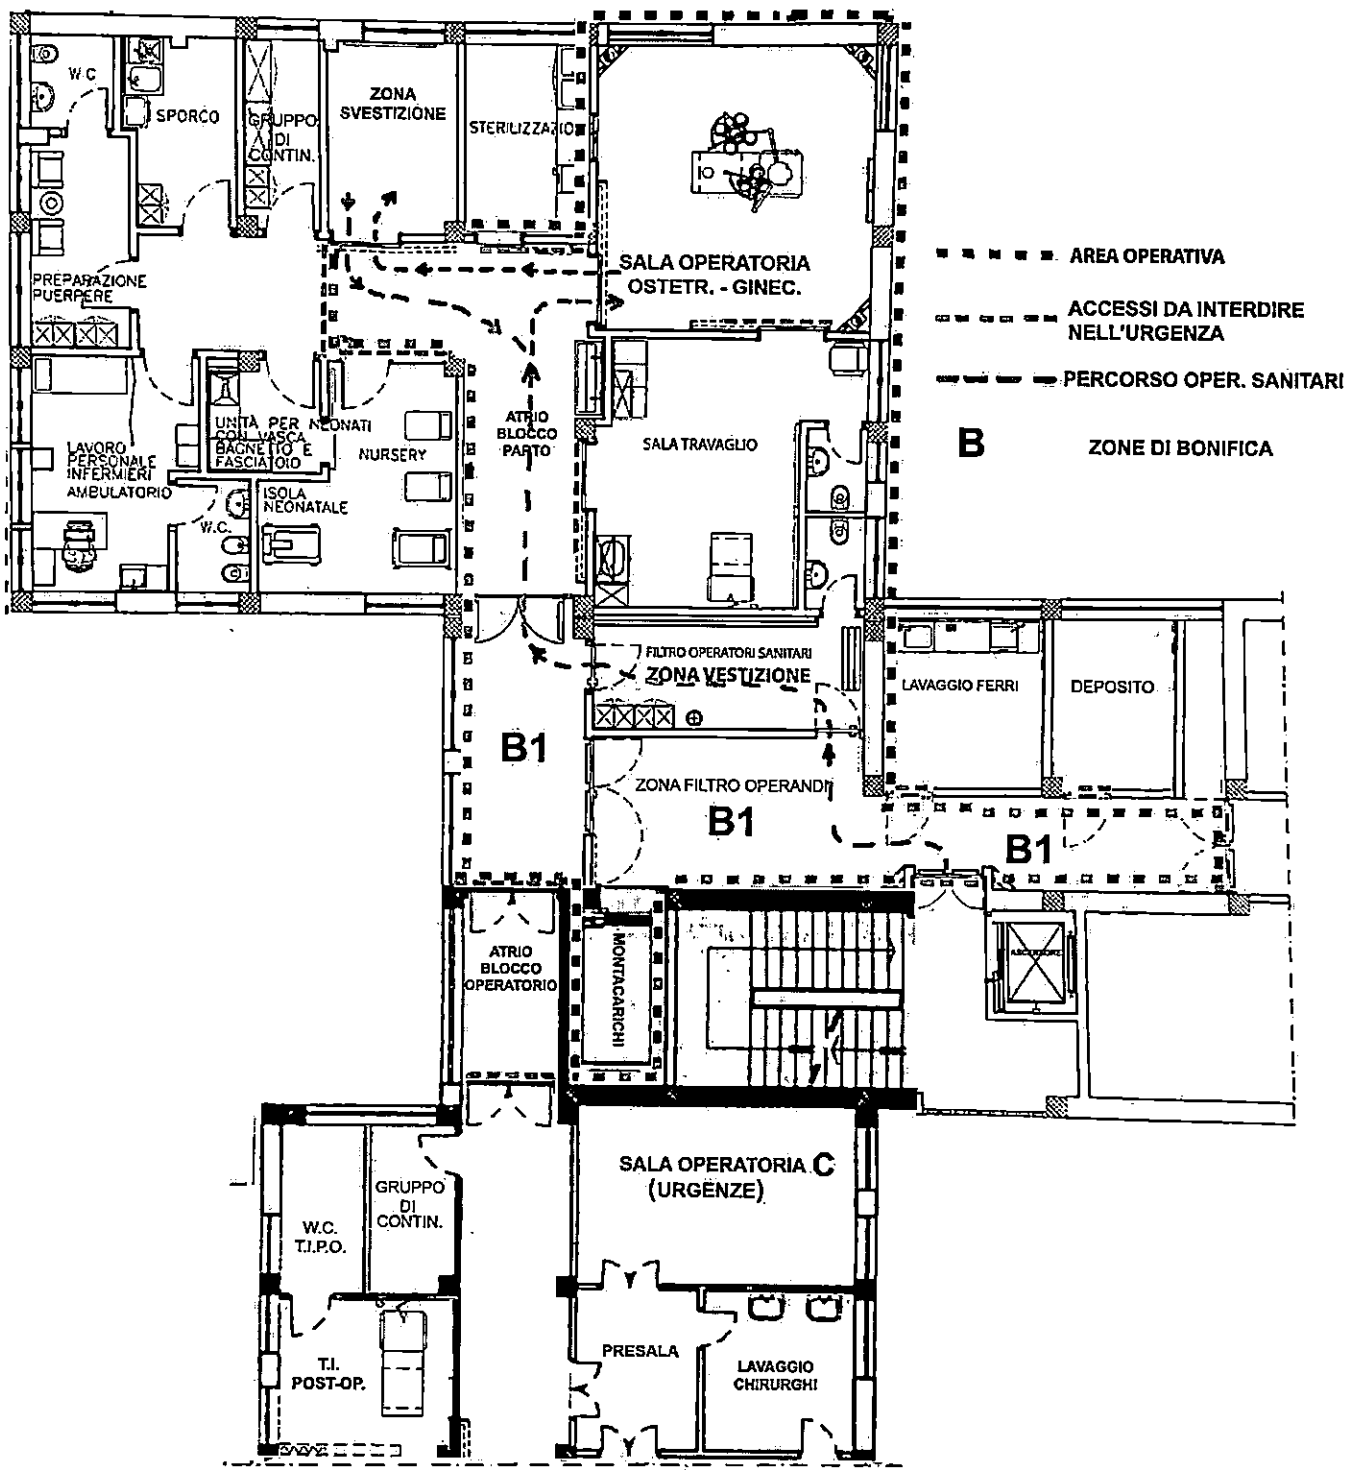 W.C
SPORCO
GRUPPO
DI
CONTIN.
ZONA
SVESTIZIONE
STERILIZZAZIO
PREPARAZIONE
PUERPERE
SALA OPERATORIA
OSTETR. - GINEC.
AREA OPERATIVA
ACCESSI DA INTERDIRE
NELL'URGENZA
PERCORSO OPER. SANITARI
B
ZONE DI BONIFICA
LAVORO
PERSONALE
INFERMIERI
AMBULATORIO
UNITÀ PER NEONATI
CON VASCA
BAGNETTO E
FASCIATOIO
NURSERY
ISOLA
NEONATALE
W.C.
ATRIO
BLOCCO
PARTO
SALA TRAVAGLIO
FILTRO OPERATORI SANITARI
ZONA VESTIZIONE
LAVAGGIO FERRI
DEPOSITO
B1
ZONA FILTRO OPERANDI
B1
B1
ATRIO
BLOCCO
OPERATORIO
MONTACARICHI
ASCENSORE
SALA OPERATORIA C
(URGENZE)
GRUPPO
DI
CONTIN.
W.C.
T.I.P.O.
T.I.
POST-OP.
PRESALA
LAVAGGIO
CHIRURGHI